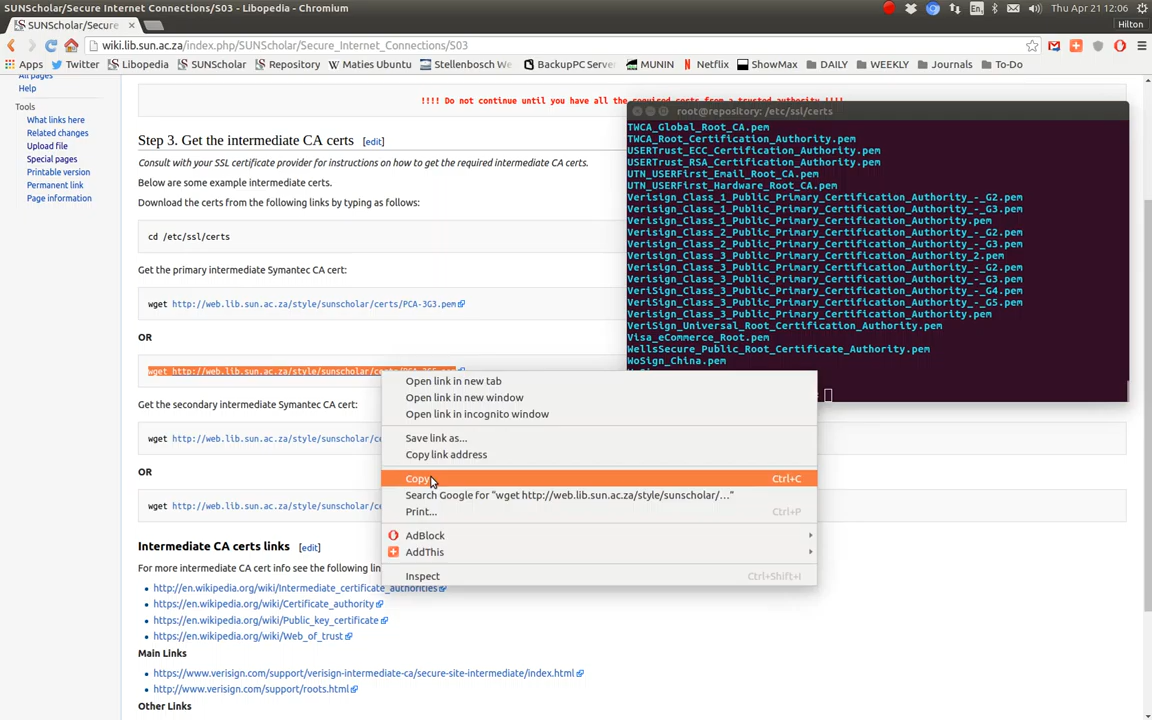 SUNScholar/Secure Internet Connections/S03 - Libopedia - Chromium
En
Thu Apr 21 12:06
SUNScholar/Secure
Hilton
wiki.lib.sun.ac.za/index.php/SUNScholar/Secure_Internet_Connections/S03
Apps Twitter Libopedia SUNScholar Repository Maties Ubuntu Stellenbosch We BackupPC Serve MUNIN Netflix ShowMax DAILY WEEKLY Journals To-Do
All pages
Help
Tools
What links here
Related changes
Upload file
Special pages
Printable version
Permanent link
Page information
!!!! Do not continue until you have all the required certs from a trusted authority !!!!
Step 3. Get the intermediate CA certs [edit]
Consult with your SSL certificate provider for instructions on how to get the required intermediate CA certs.
Below are some example intermediate certs.
Download the certs from the following links by typing as follows:
cd /etc/ssl/certs
Get the primary intermediate Symantec CA cert:
wget http://web.lib.sun.ac.za/style/sunscholar/certs/PCA-3G3.pem
OR
wget http://web.lib.sun.ac.za/style/sunscholar/certs/PCA-3G5.pem
Get the secondary intermediate Symantec CA cert:
wget http://web.lib.sun.ac.za/style/sunscholar/ce
OR
wget http://web.lib.sun.ac.za/style/sunscholar/ce
Intermediate CA certs links [edit]
For more intermediate CA cert info see the following lin
http://en.wikipedia.org/wiki/Intermediate_certificate_authorities
https://en.wikipedia.org/wiki/Certificate_authority
https://en.wikipedia.org/wiki/Public_key_certificate
https://en.wikipedia.org/wiki/Web_of_trust
Main Links
https://www.verisign.com/support/verisign-intermediate-ca/secure-site-intermediate/index.html
http://www.verisign.com/support/roots.html
Other Links
root@repository: /etc/ssl/certs
TWCA_Global_Root_CA.pem
TWCA_Root_Certification_Authority.pem
USERTrust_ECC_Certification_Authority.pem
USERTrust_RSA_Certification_Authority.pem
UTN_USERFirst_Email_Root_CA.pem
UTN_USERFirst_Hardware_Root_CA.pem
Verisign_Class_1_Public_Primary_Certification_Authority_-_G2.pem
Verisign_Class_1_Public_Primary_Certification_Authority_-_G3.pem
Verisign_Class_1_Public_Primary_Certification_Authority.pem
Verisign_Class_2_Public_Primary_Certification_Authority_-_G2.pem
Verisign_Class_2_Public_Primary_Certification_Authority_-_G3.pem
Verisign_Class_3_Public_Primary_Certification_Authority_2.pem
Verisign_Class_3_Public_Primary_Certification_Authority_-_G2.pem
Verisign_Class_3_Public_Primary_Certification_Authority_-_G3.pem
VeriSign_Class_3_Public_Primary_Certification_Authority_-_G4.pem
VeriSign_Class_3_Public_Primary_Certification_Authority_-_G5.pem
Verisign_Class_3_Public_Primary_Certification_Authority.pem
VeriSign_Universal_Root_Certification_Authority.pem
Visa_eCommerce_Root.pem
WellsSecure_Public_Root_Certificate_Authority.pem
WoSign_China.pem
Open link in new tab
Open link in new window
Open link in incognito window
Save link as...
Copy link address
Copy Ctrl+C
Search Google for "wget http://web.lib.sun.ac.za/style/sunscholar/..."
Print... Ctrl+P
AdBlock
AddThis
Inspect Ctrl+Shift+I